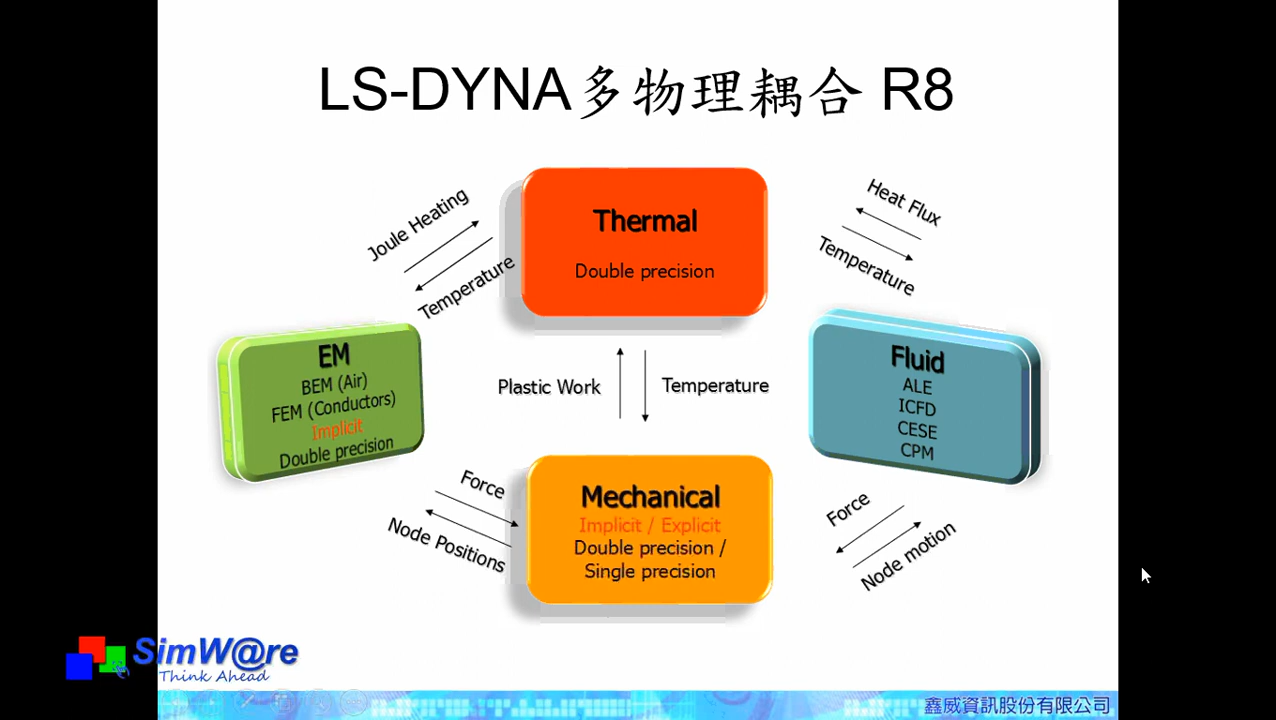 LS-DYNA多物理耦合 R8
Joule Heating
Temperature
Thermal
Double precision
Heat Flux
Temperature
EM
BEM (Air)
FEM (Conductors)
Implicit
Double precision
Plastic Work
Temperature
Fluid
ALE
ICFD
CESE
CPM
Force
Node Positions
Mechanical
Implicit / Explicit
Double precision /
Single precision
Force
Node motion
SimW@re
Think Ahead
鑫威資訊股份有限公司